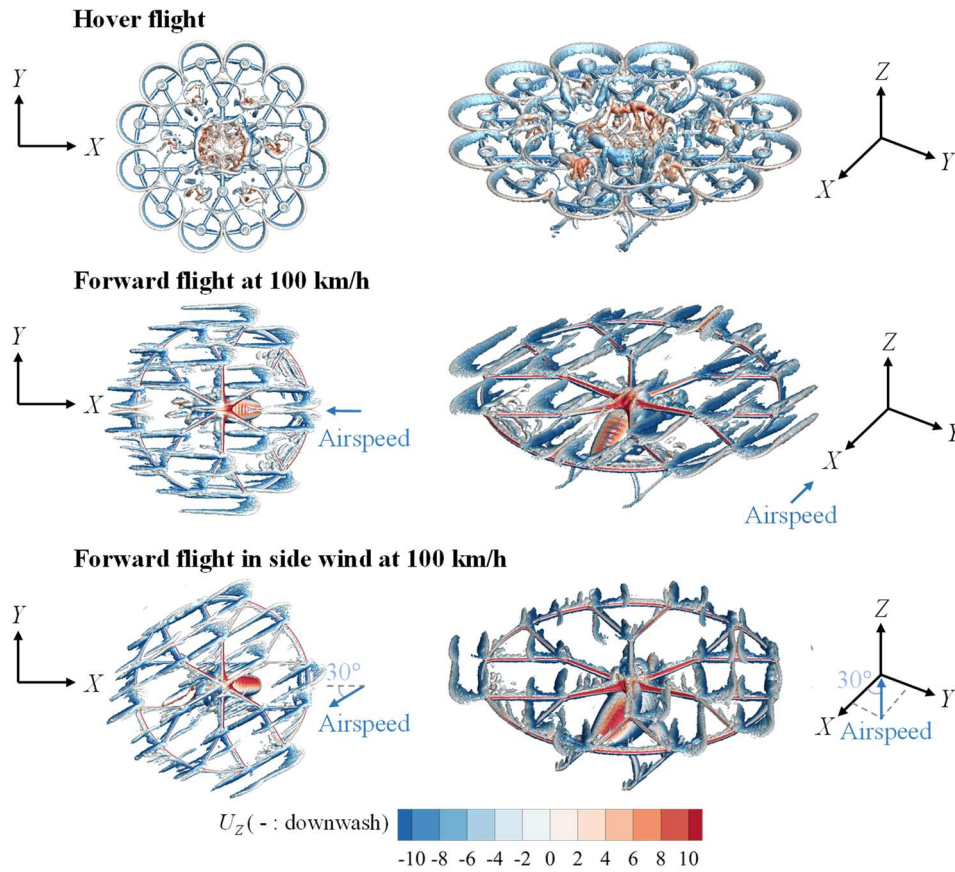 Hover flight
Y
X
Z
X
Y
Forward flight at 100 km/h
Y
X
Airspeed
Z
X
Y
Airspeed
Forward flight in side wind at 100 km/h
Y
X
30°
Airspeed
Z
30°
X
Y
Airspeed
U_Z ( - : downwash)
-10 -8 -6 -4 -2 0 2 4 6 8 10